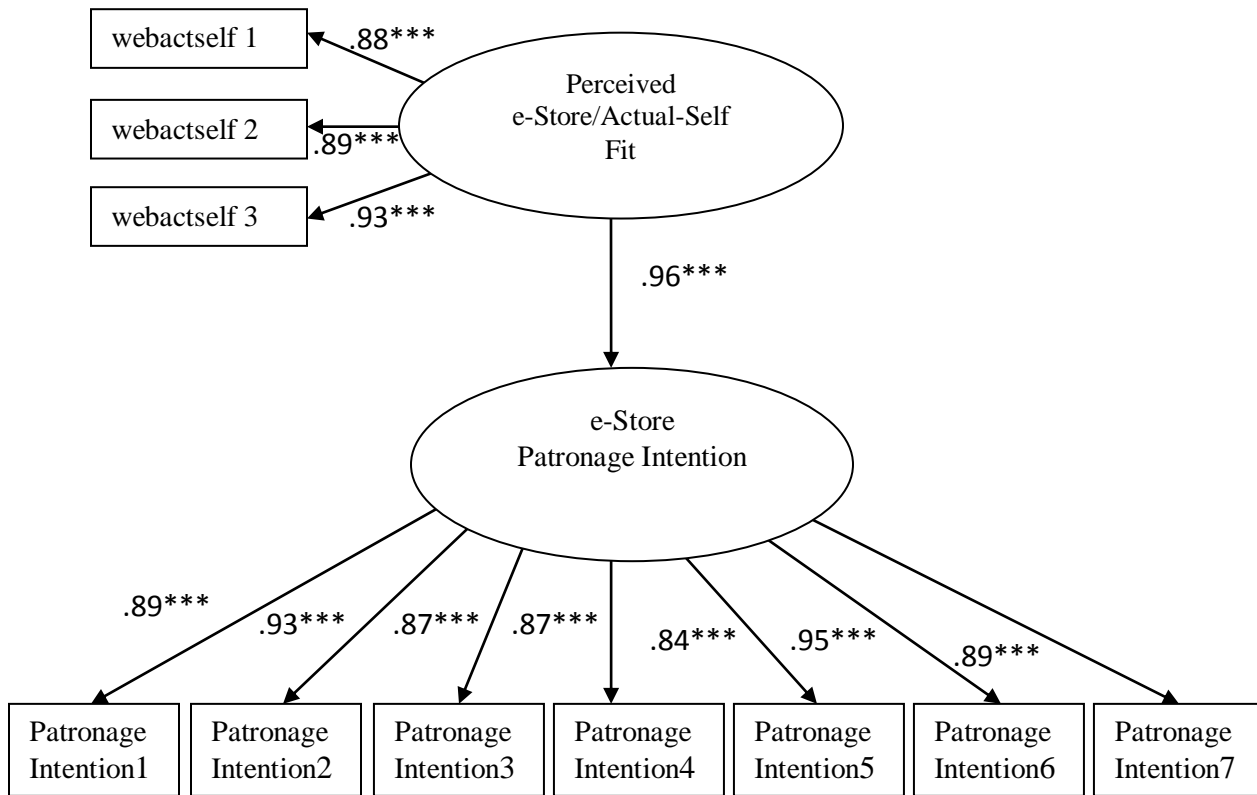 webactself 1
.88***
Perceived
e-Store/Actual-Self
Fit
webactself 2
.89***
webactself 3
.93***
.96***
e-Store
Patronage Intention
.89***
.93***
.87***
.87***
.84***
.95***
.89***
Patronage
Intention1
Patronage
Intention2
Patronage
Intention3
Patronage
Intention4
Patronage
Intention5
Patronage
Intention6
Patronage
Intention7